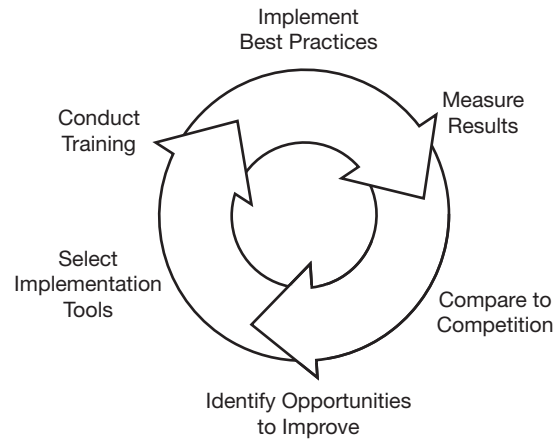 Implement
Best Practices
Measure
Results
Compare to
Competition
Identify Opportunities
to Improve
Select
Implementation
Tools
Conduct
Training